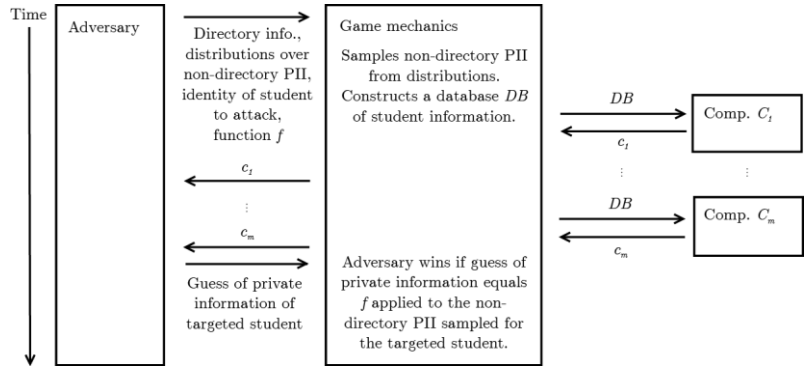 Time
Adversary
Directory info.,
distributions over
non-directory PII,
identity of student
to attack,
function f
c₁
⋮
cₘ
Guess of private
information of
targeted student
Game mechanics
Samples non-directory PII
from distributions.
Constructs a database DB
of student information.
Adversary wins if guess of
private information equals
f applied to the non-
directory PII sampled for
the targeted student.
DB
c₁
⋮
DB
cₘ
Comp. C₁
⋮
Comp. Cₘ